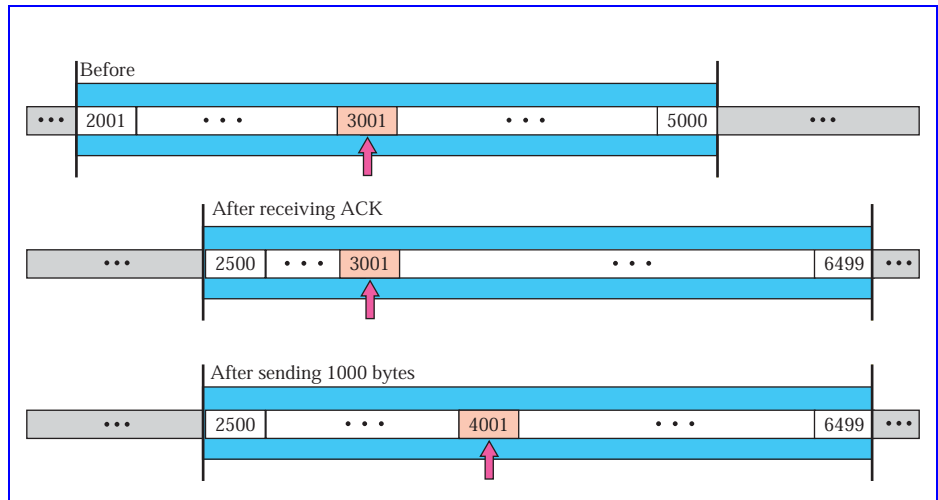 Before
••• 2001 • • • 3001 • • • 5000 •••
After receiving ACK
••• 2500 • • • 3001 • • • 6499 •••
After sending 1000 bytes
••• 2500 • • • 4001 • • • 6499 •••